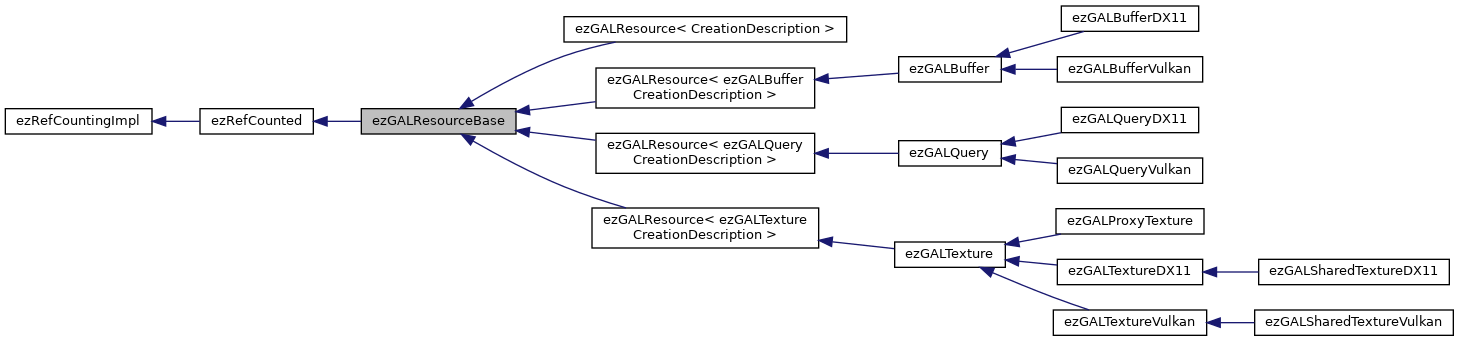 ezRefCountingImpl
ezRefCounted
ezGALResourceBase
ezGALResource< CreationDescription >
ezGALResource< ezGALBuffer
CreationDescription >
ezGALResource< ezGALQuery
CreationDescription >
ezGALResource< ezGALTexture
CreationDescription >
ezGALBuffer
ezGALQuery
ezGALTexture
ezGALBufferDX11
ezGALBufferVulkan
ezGALQueryDX11
ezGALQueryVulkan
ezGALProxyTexture
ezGALTextureDX11
ezGALTextureVulkan
ezGALSharedTextureDX11
ezGALSharedTextureVulkan